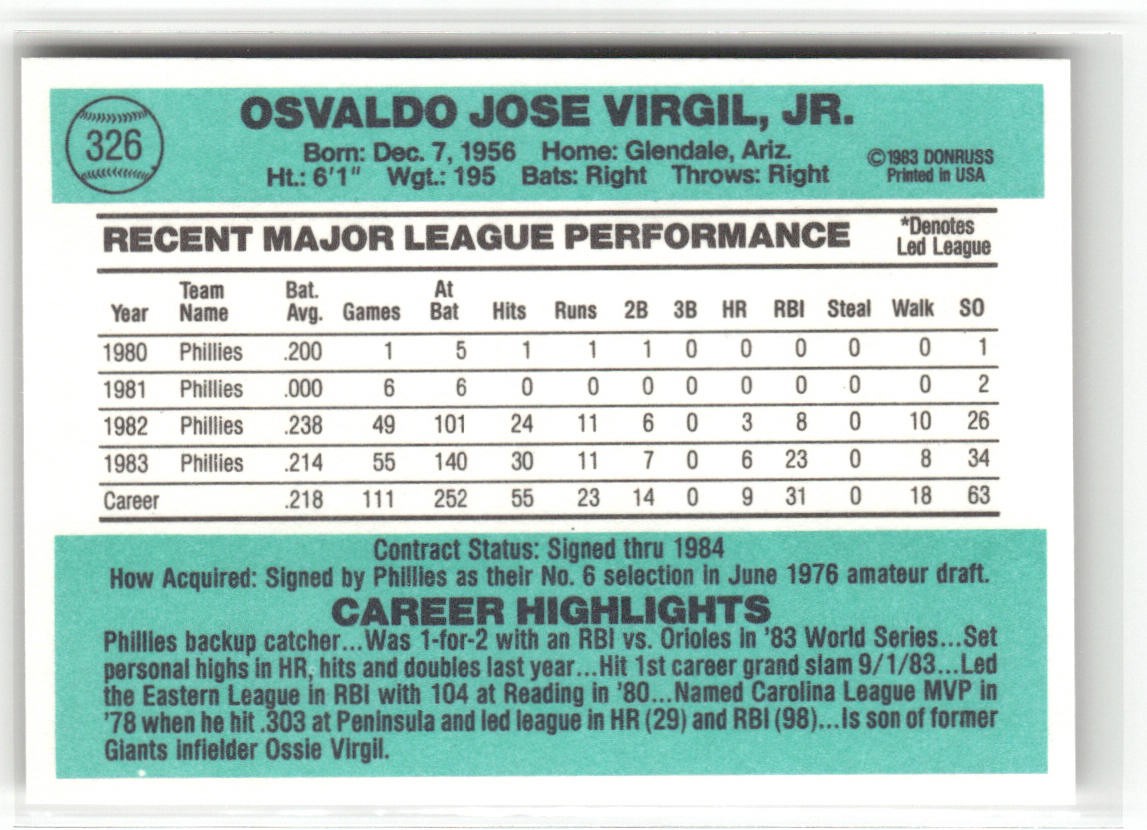 326
OSVALDO JOSE VIRGIL, JR.
Born: Dec. 7, 1956 Home: Glendale, Ariz.
Ht.: 6'1" Wgt.: 195 Bats: Right Throws: Right
©1983 DONRUSS
Printed in USA
RECENT MAJOR LEAGUE PERFORMANCE
*Denotes
Led League
Year Team Name Bat. Avg. Games At Bat Hits Runs 2B 3B HR RBI Steal Walk SO
1980 Phillies .200 1 5 1 1 1 0 0 0 0 0 1
1981 Phillies .000 6 6 0 0 0 0 0 0 0 0 2
1982 Phillies .238 49 101 24 11 6 0 3 8 0 10 26
1983 Phillies .214 55 140 30 11 7 0 6 23 0 8 34
Career .218 111 252 55 23 14 0 9 31 0 18 63
Contract Status: Signed thru 1984
How Acquired: Signed by Phillies as their No. 6 selection in June 1976 amateur draft.
CAREER HIGHLIGHTS
Phillies backup catcher...Was 1-for-2 with an RBI vs. Orioles in '83 World Series...Set
personal highs in HR, hits and doubles last year...Hit 1st career grand slam 9/1/83...Led
the Eastern League in RBI with 104 at Reading in '80...Named Carolina League MVP in
'78 when he hit .303 at Peninsula and led league in HR (29) and RBI (98)...Is son of former
Giants infielder Ossie Virgil.